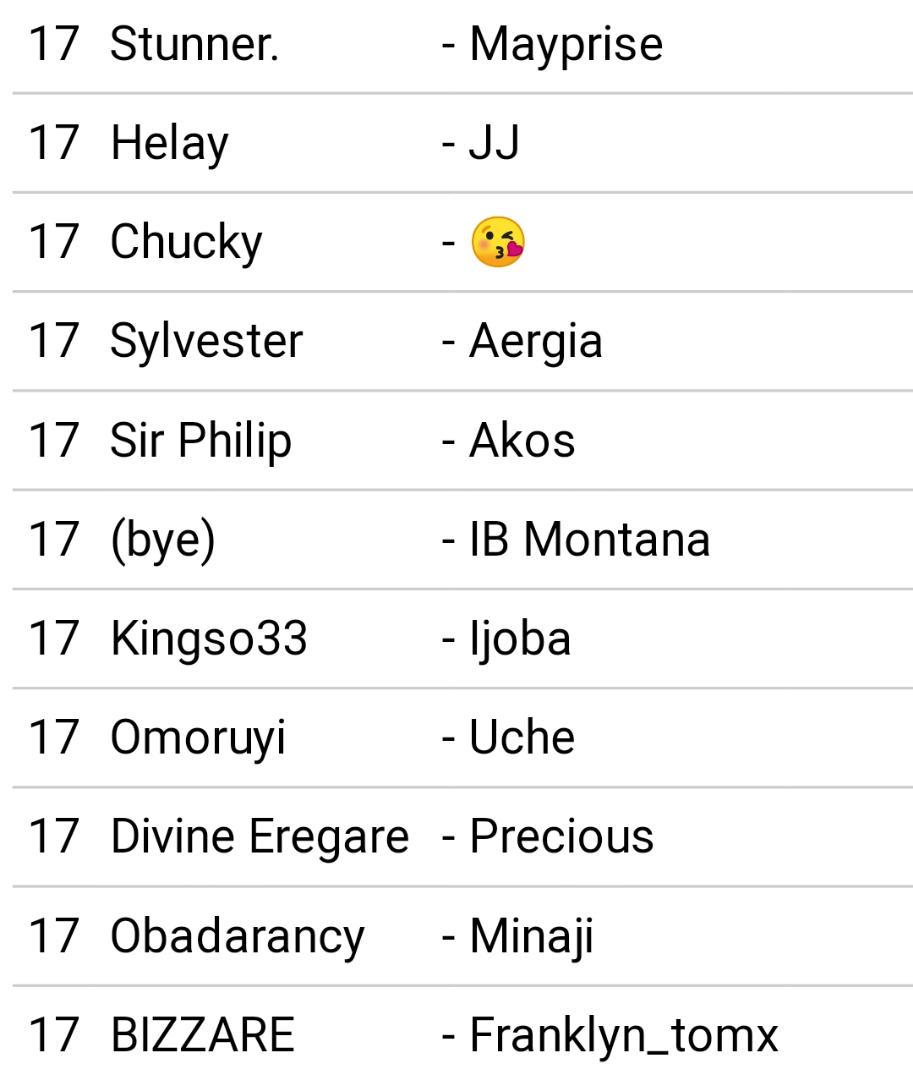 17 Stunner. - Mayprise
17 Helay - JJ
17 Chucky - 😘
17 Sylvester - Aergia
17 Sir Philip - Akos
17 (bye) - IB Montana
17 Kingso33 - Ijoba
17 Omoruyi - Uche
17 Divine Eregare - Precious
17 Obadarancy - Minaji
17 BIZZARE - Franklyn_tomx